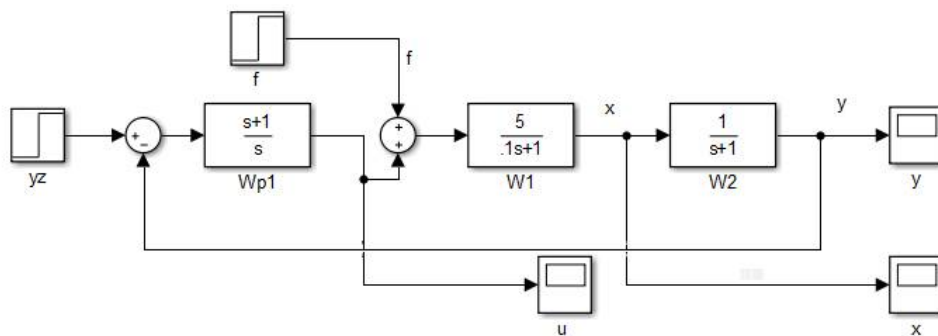 f
f
yz
+
−
s+1
s
Wp1
+
+
5
.1s+1
W1
x
1
s+1
W2
y
y
u
x